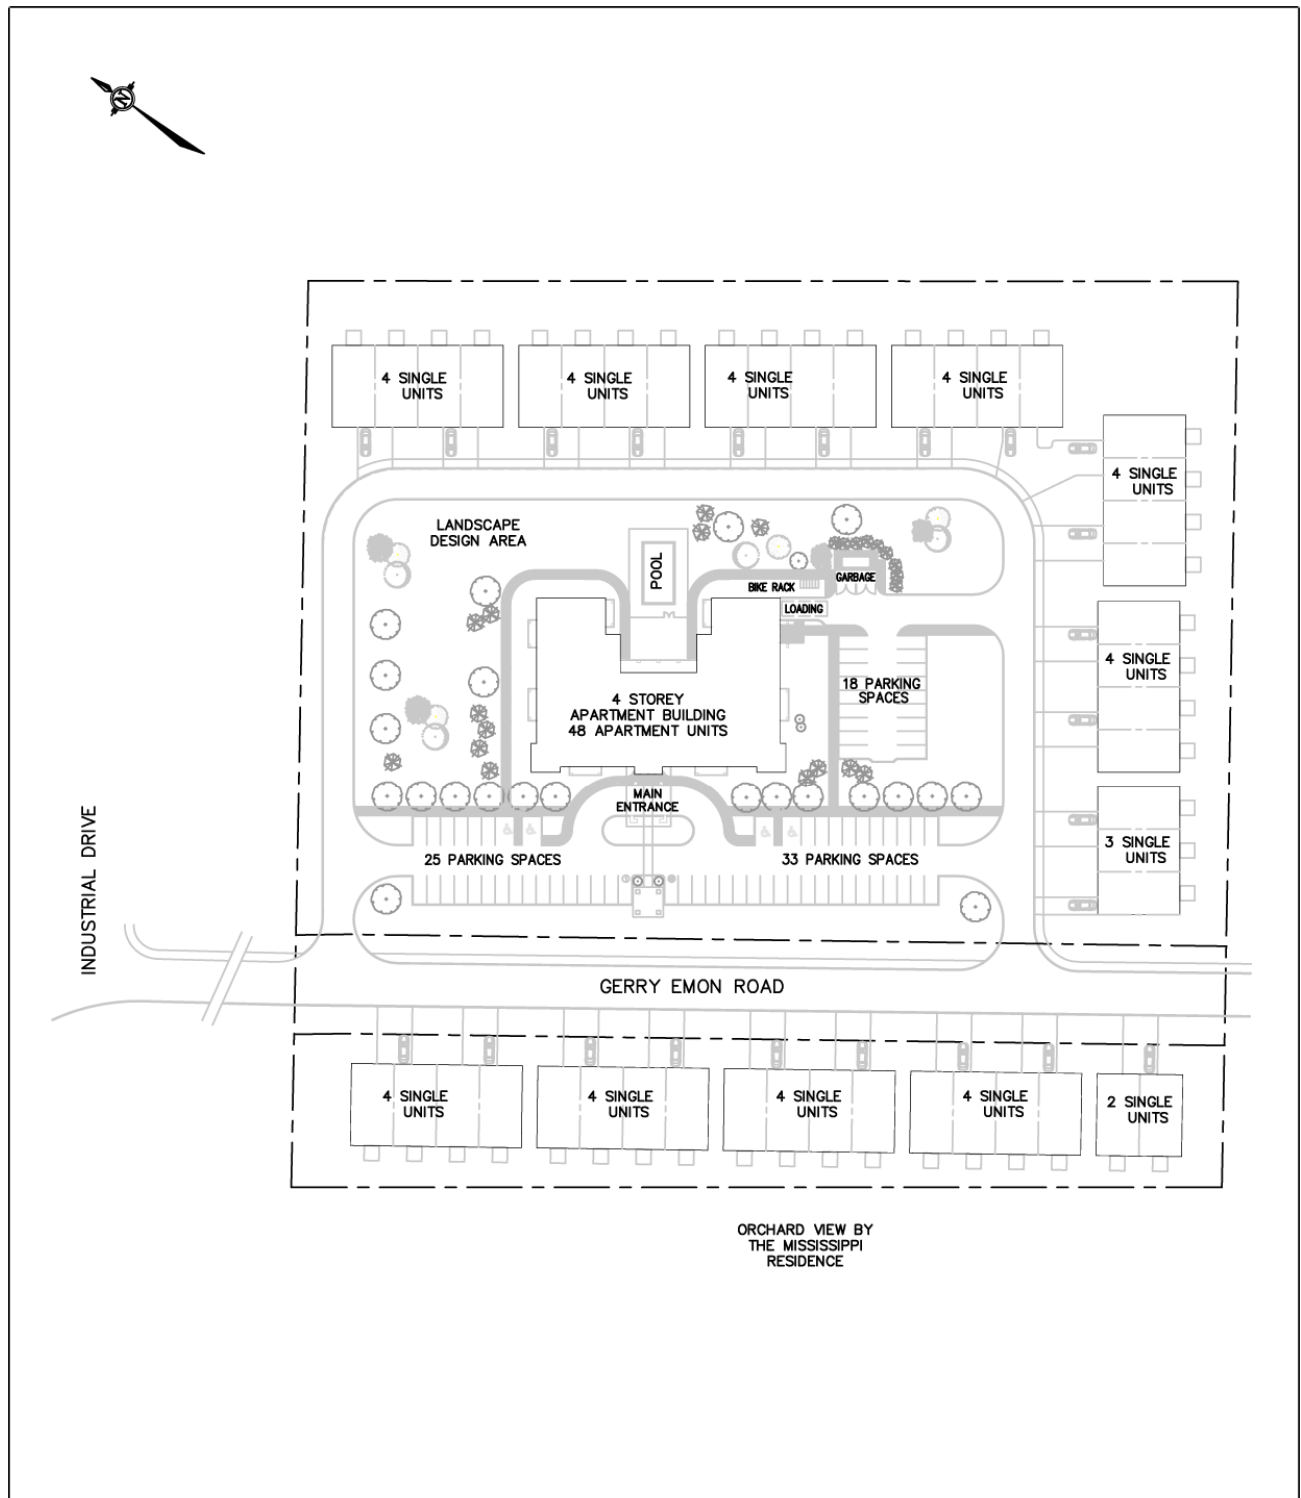 N
4 SINGLE
UNITS
4 SINGLE
UNITS
4 SINGLE
UNITS
4 SINGLE
UNITS
4 SINGLE
UNITS
LANDSCAPE
DESIGN AREA
POOL
BIKE RACK
GARBAGE
LOADING
4 SINGLE
UNITS
18 PARKING
SPACES
4 STOREY
APARTMENT BUILDING
48 APARTMENT UNITS
MAIN
ENTRANCE
3 SINGLE
UNITS
25 PARKING SPACES
33 PARKING SPACES
INDUSTRIAL DRIVE
GERRY EMON ROAD
4 SINGLE
UNITS
4 SINGLE
UNITS
4 SINGLE
UNITS
4 SINGLE
UNITS
2 SINGLE
UNITS
ORCHARD VIEW BY
THE MISSISSIPPI
RESIDENCE